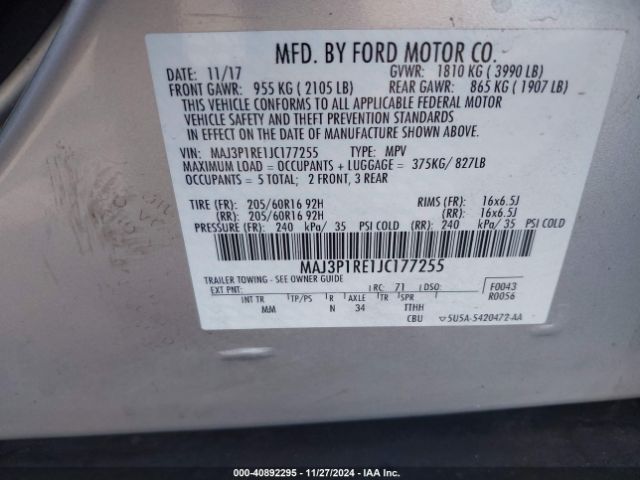 MFD. BY FORD MOTOR CO.
DATE: 11/17 GVWR: 1810 KG ( 3990 LB)
FRONT GAWR: 955 KG ( 2105 LB) REAR GAWR: 865 KG ( 1907 LB)
THIS VEHICLE CONFORMS TO ALL APPLICABLE FEDERAL MOTOR
VEHICLE SAFETY AND THEFT PREVENTION STANDARDS
IN EFFECT ON THE DATE OF MANUFACTURE SHOWN ABOVE.
VIN: MAJ3P1RE1JC177255 TYPE: MPV
MAXIMUM LOAD = OCCUPANTS + LUGGAGE = 375KG/ 827LB
OCCUPANTS = 5 TOTAL; 2 FRONT, 3 REAR
TIRE (FR): 205/60R16 92H RIMS (FR): 16x6.5J
(RR): 205/60R16 92H (RR): 16x6.5J
PRESSURE (FR): 240 kPa/ 35 PSI COLD (RR): 240 kPa/ 35 PSI COLD
MAJ3P1RE1JC177255
TRAILER TOWING - SEE OWNER GUIDE
EXT PNT: RC: 71 DSO: F0043
INT TR TP/PS R AXLE TR SPR R0056
MM N 34 TTHH
CBU 5U5A-5420472-AA
000-40892295 - 11/27/2024 - IAAI.com